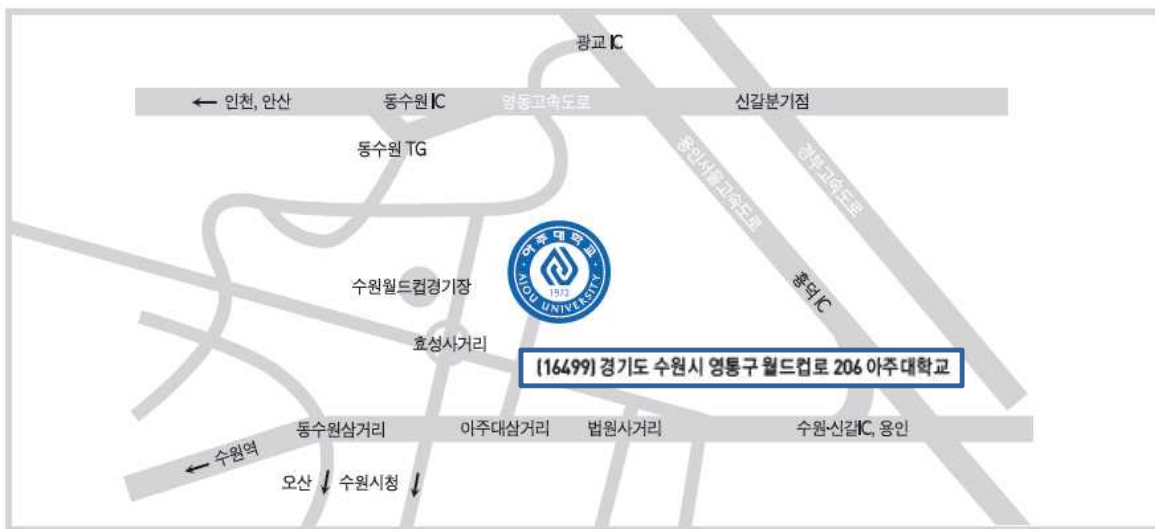 광교 IC
← 인천, 안산 동수원 IC 영동고속도로 신갈분기점
동수원 TG
용인서울고속도로
경부고속도로
아주대학교
1973
AJOU UNIVERSITY
수원월드컵경기장
흥덕 IC
효성사거리
(16499) 경기도 수원시 영통구 월드컵로 206 아주대학교
동수원삼거리 아주대삼거리 법원사거리 수원·신갈IC, 용인
← 수원역
오산 ↓ 수원시청 ↓